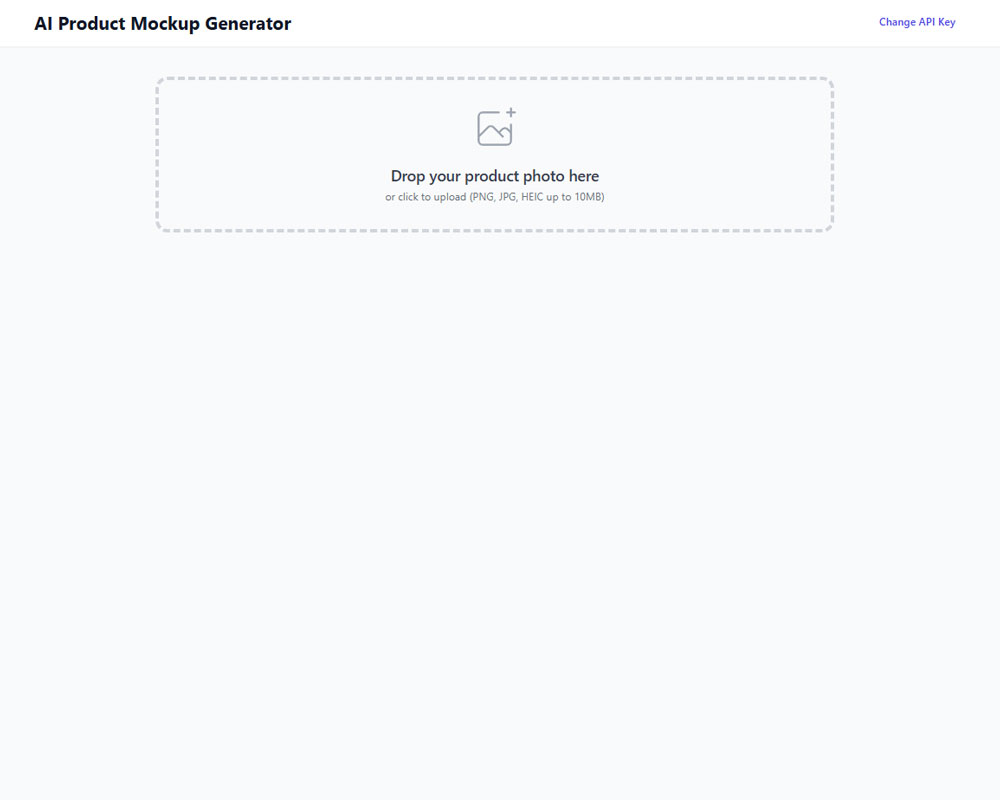 AI Product Mockup Generator
Change API Key
Drop your product photo here
or click to upload (PNG, JPG, HEIC up to 10MB)